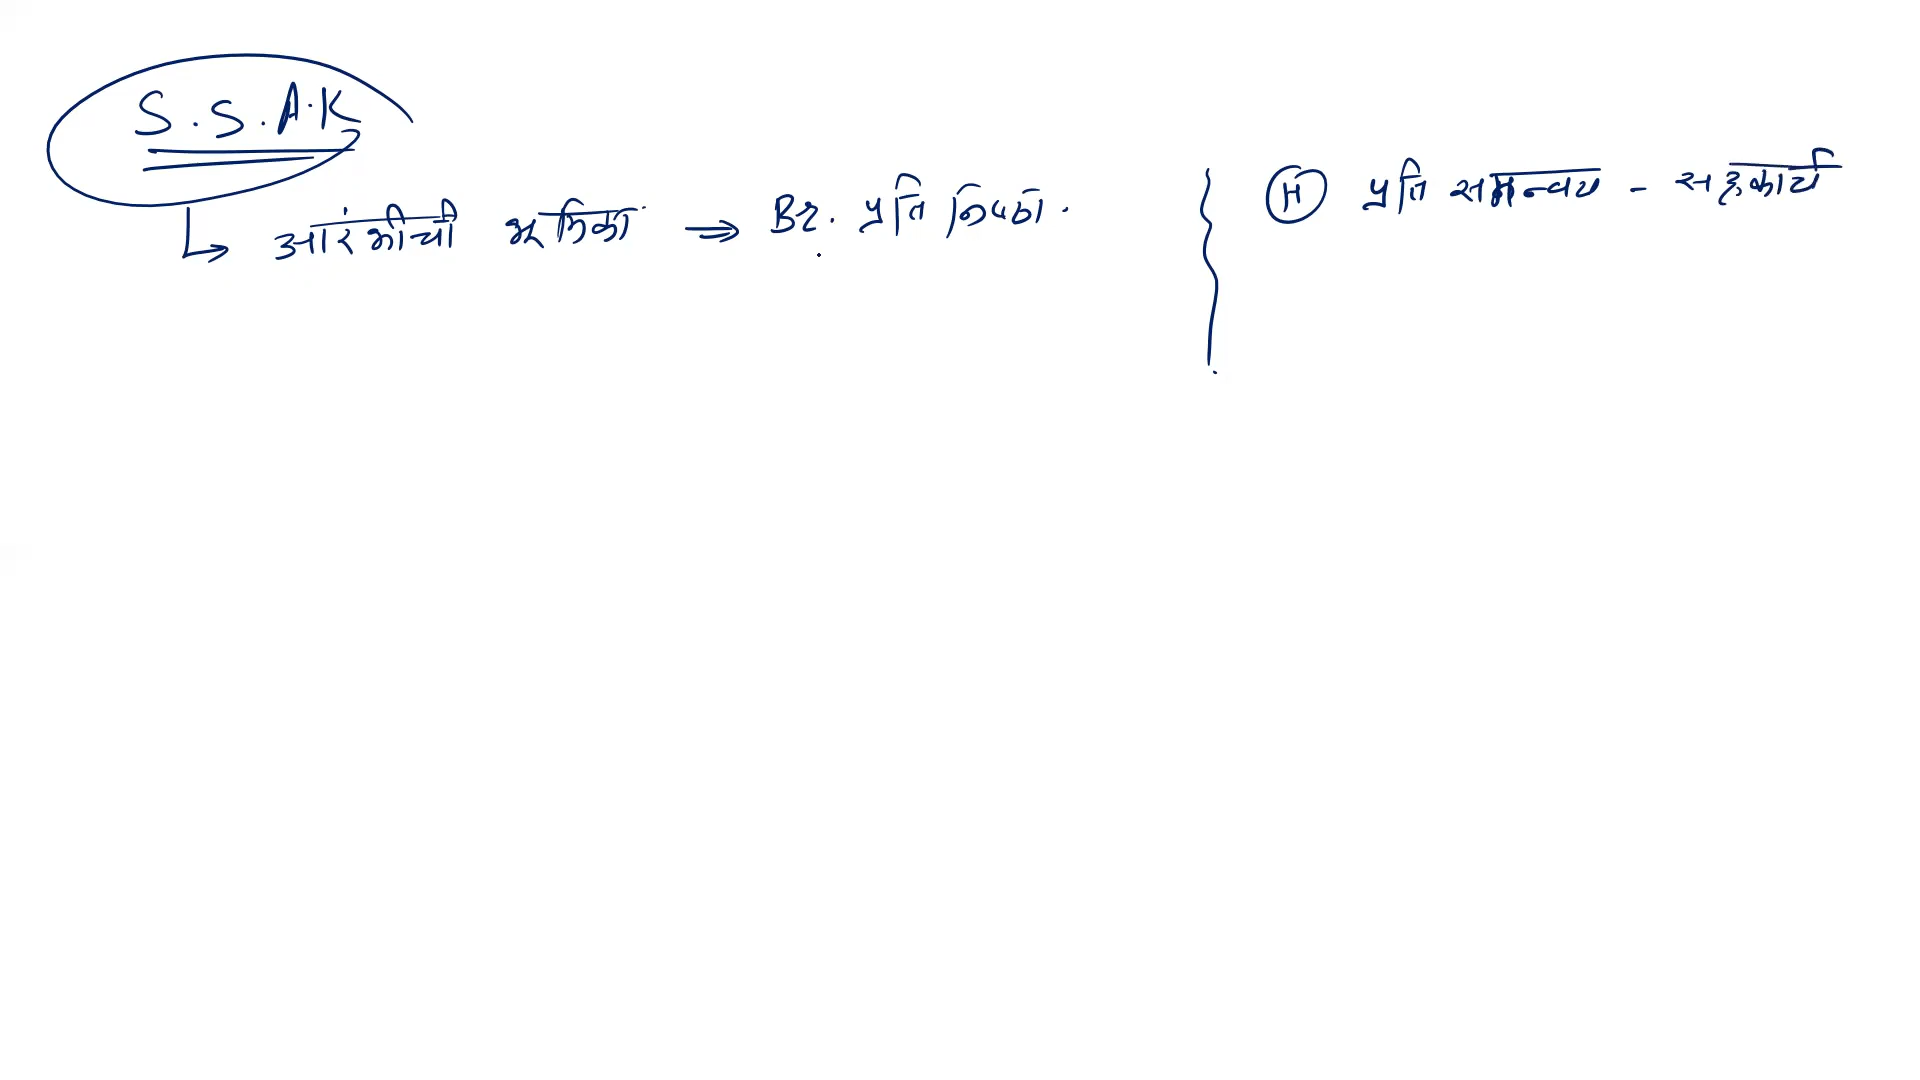 S.S.A.K
आरंभीची भूमिका ⇒ Br. प्रति निष्ठा.
(H) प्रति समन्वय - सहकार्य